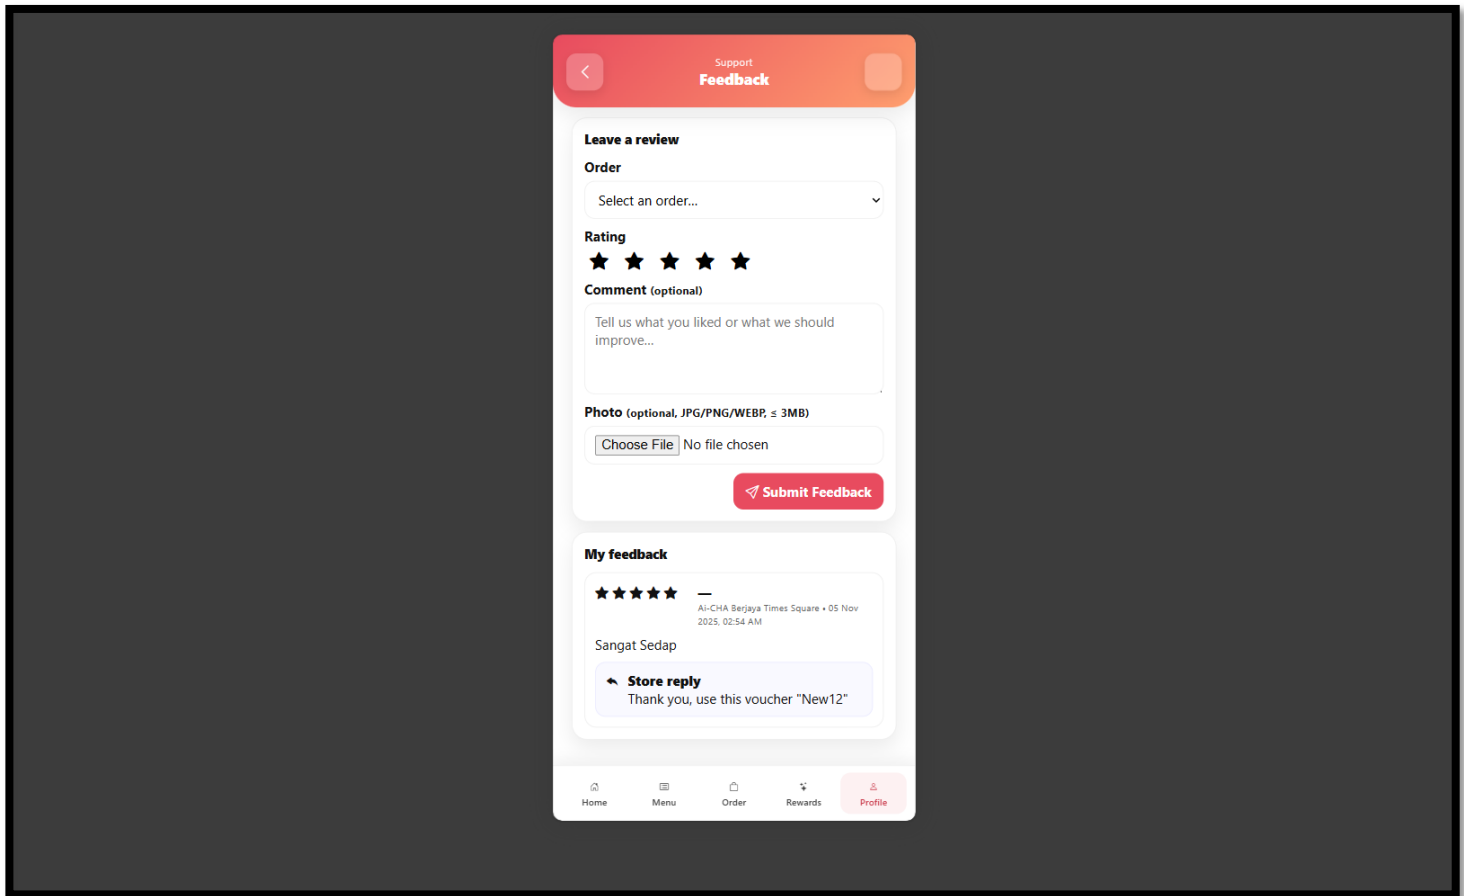 Support
Feedback
Leave a review
Order
Select an order...
Rating
Comment (optional)
Tell us what you liked or what we should
improve...
Photo (optional, JPG/PNG/WEBP, ≤ 3MB)
Choose File No file chosen
Submit Feedback
My feedback
—
Ai-CHA Berjaya Times Square • 05 Nov
2025, 02:54 AM
Sangat Sedap
Store reply
Thank you, use this voucher "New12"
Home Menu Order Rewards Profile